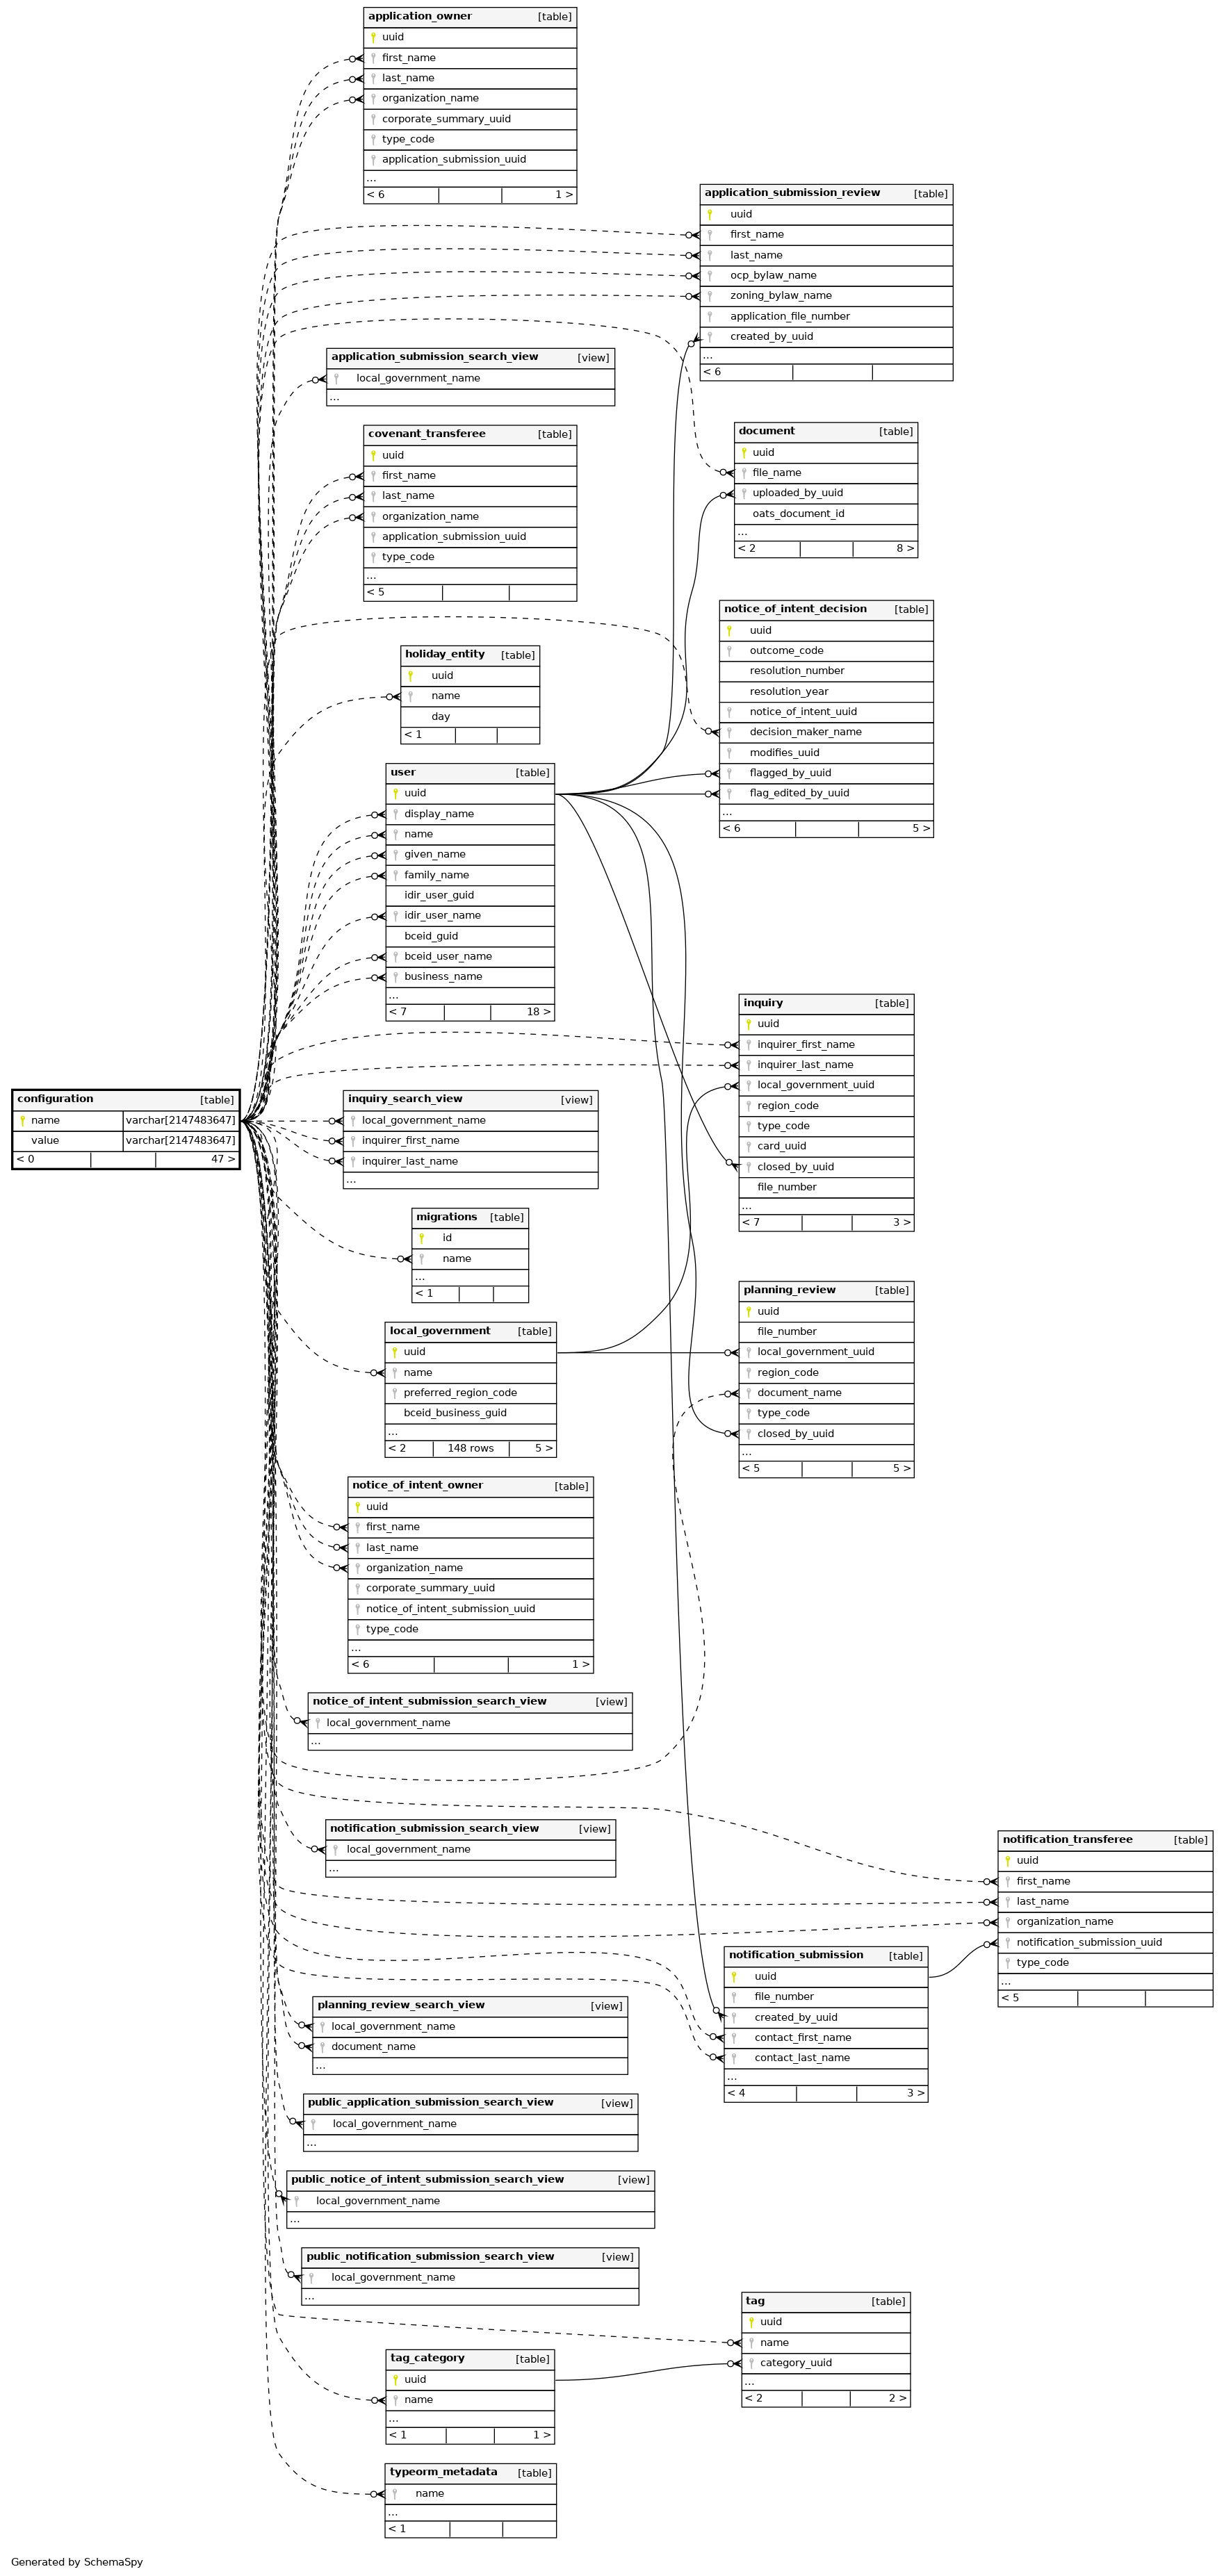 application_owner [table]
uuid
first_name
last_name
organization_name
corporate_summary_uuid
type_code
application_submission_uuid
...
< 6 1 >
application_submission_review [table]
uuid
first_name
last_name
ocp_bylaw_name
zoning_bylaw_name
application_file_number
created_by_uuid
...
< 6
application_submission_search_view [view]
local_government_name
...
covenant_transferee [table]
uuid
first_name
last_name
organization_name
application_submission_uuid
type_code
...
< 5
document [table]
uuid
file_name
uploaded_by_uuid
oats_document_id
...
< 2 8 >
notice_of_intent_decision [table]
uuid
outcome_code
resolution_number
resolution_year
notice_of_intent_uuid
decision_maker_name
modifies_uuid
flagged_by_uuid
flag_edited_by_uuid
...
< 6 5 >
holiday_entity [table]
uuid
name
day
< 1
user [table]
uuid
display_name
name
given_name
family_name
idir_user_guid
idir_user_name
bceid_guid
bceid_user_name
business_name
...
< 7 18 >
inquiry [table]
uuid
inquirer_first_name
inquirer_last_name
local_government_uuid
region_code
type_code
card_uuid
closed_by_uuid
file_number
...
< 7 3 >
configuration [table]
name varchar[2147483647]
value varchar[2147483647]
< 0 47 >
inquiry_search_view [view]
local_government_name
inquirer_first_name
inquirer_last_name
...
migrations [table]
id
name
...
< 1
planning_review [table]
uuid
file_number
local_government_uuid
region_code
document_name
type_code
closed_by_uuid
...
< 5 5 >
local_government [table]
uuid
name
preferred_region_code
bceid_business_guid
...
< 2 148 rows 5 >
notice_of_intent_owner [table]
uuid
first_name
last_name
organization_name
corporate_summary_uuid
notice_of_intent_submission_uuid
type_code
...
< 6 1 >
notice_of_intent_submission_search_view [view]
local_government_name
...
notification_submission_search_view [view]
local_government_name
...
notification_transferee [table]
uuid
first_name
last_name
organization_name
notification_submission_uuid
type_code
...
< 5
notification_submission [table]
uuid
file_number
created_by_uuid
contact_first_name
contact_last_name
...
< 4 3 >
planning_review_search_view [view]
local_government_name
document_name
...
public_application_submission_search_view [view]
local_government_name
...
public_notice_of_intent_submission_search_view [view]
local_government_name
...
public_notification_submission_search_view [view]
local_government_name
...
tag [table]
uuid
name
category_uuid
...
< 2 2 >
tag_category [table]
uuid
name
...
< 1 1 >
typeorm_metadata [table]
name
...
< 1
Generated by SchemaSpy